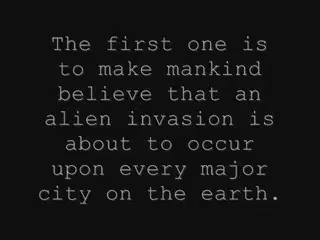 The first one is
to make mankind
believe that an
alien invasion is
about to occur
upon every major
city on the earth.